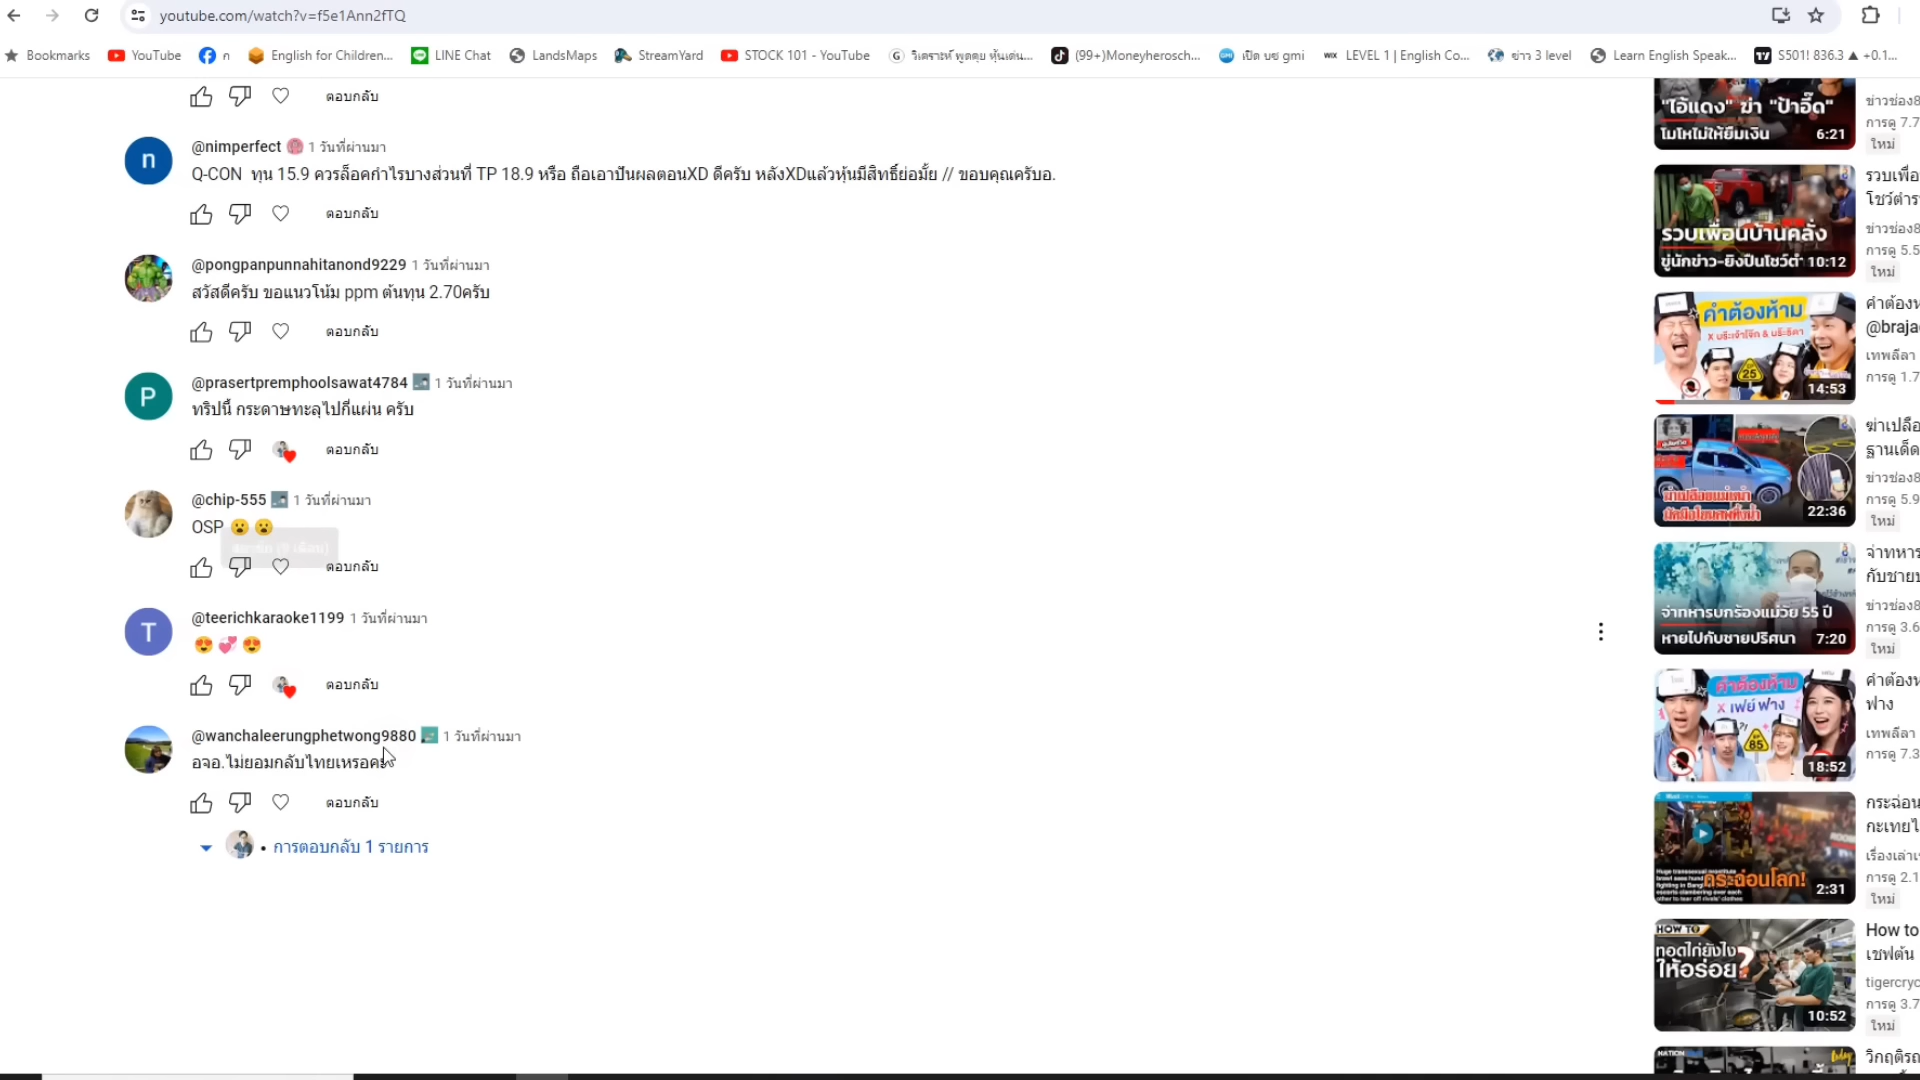 youtube.com/watch?v=f5e1Ann2fTQ
Bookmarks YouTube ก English for Children... LINE Chat LandsMaps StreamYard STOCK 101 - YouTube วิเคราะห์ พูดคุย หุ้นเด่น... (99+)Moneyherosch... เปิด บช gmi LEVEL 1 | English Co... ข่าว 3 level Learn English Speak... S501! 836.3 ▲ +0.1...
ตอบกลับ
@nimperfect 1 วันที่ผ่านมา
Q-CON ทุน 15.9 ควรล็อคกำไรบางส่วนที่ TP 18.9 หรือ ถือเอาปันผลตอนXD ดีครับ หลังXDแล้วหุ้นมีสิทธิ์ย่อมั้ย // ขอบคุณครับอ.
ตอบกลับ
@pongpanpunnahitanond9229 1 วันที่ผ่านมา
สวัสดีครับ ขอแนวโน้ม ppm ต้นทุน 2.70ครับ
ตอบกลับ
@prasertpremphoolsawat4784 1 วันที่ผ่านมา
ทริปนี้ กระดาษทะลุไปกี่แผ่น ครับ
ตอบกลับ
@chip-555 1 วันที่ผ่านมา
OSP 😮 😮
ตอบกลับ
@teerichkaraoke1199 1 วันที่ผ่านมา
😍 💞 😍
ตอบกลับ
@wanchaleerungphetwong9880 1 วันที่ผ่านมา
อจอ.ไม่ยอมกลับไทยเหรอคะ
ตอบกลับ
• การตอบกลับ 1 รายการ
"ไอ้แดง" ฆ่า "ป้าอี๊ด"
โมโหไม่ให้ยืมเงิน 6:21
ข่าวช่อง8
การดู 7.7
ใหม่
รวบเพื่อนบ้านคลั่ง
ขู่นักข่าว-ยิงปืนโชว์ตำ 10:12
รวบเพื่อ
โชว์ตำร
ข่าวช่อง8
การดู 5.5
ใหม่
คำต้องห้าม
25
14:53
คำต้องห
@braja
เทพลีลา
การดู 1.7
22:36
ฆ่าเปลือ
ฐานเด็ด
ข่าวช่อง8
การดู 5.9
ใหม่
จ่าทหารบกร้องแม่วัย 55 ปี
หายไปกับชายปริศนา 7:20
จ่าทหาร
กับชายป
ข่าวช่อง8
การดู 3.6
ใหม่
คำต้องห้าม
X เฟย์ ฟาง
85
18:52
คำต้องห
ฟาง
เทพลีลา
การดู 7.3
กระฉ่อนโลก!
2:31
กระฉ่อน
กะเทยไ
เรื่องเล่าเ
การดู 2.1
ใหม่
HOW TO
ทอดไก่ยังไง
ให้อร่อย?
10:52
How to
เชฟต้น
tigercryc
การดู 3.7
ใหม่
NATION
วิกฤติรถ